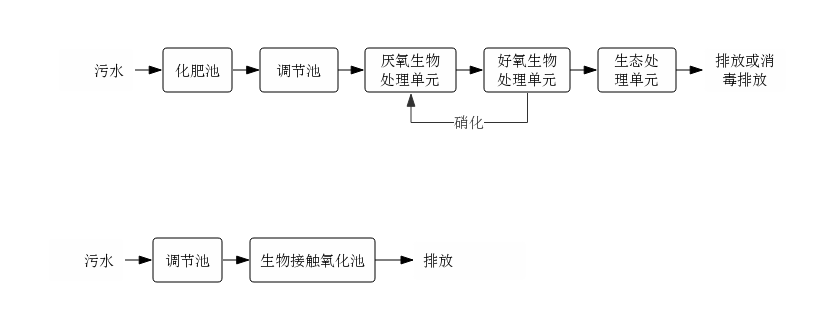 污水
化肥池
调节池
厌氧生物
处理单元
好氧生物
处理单元
生态处
理单元
排放或消
毒排放
硝化
污水
调节池
生物接触氧化池
排放